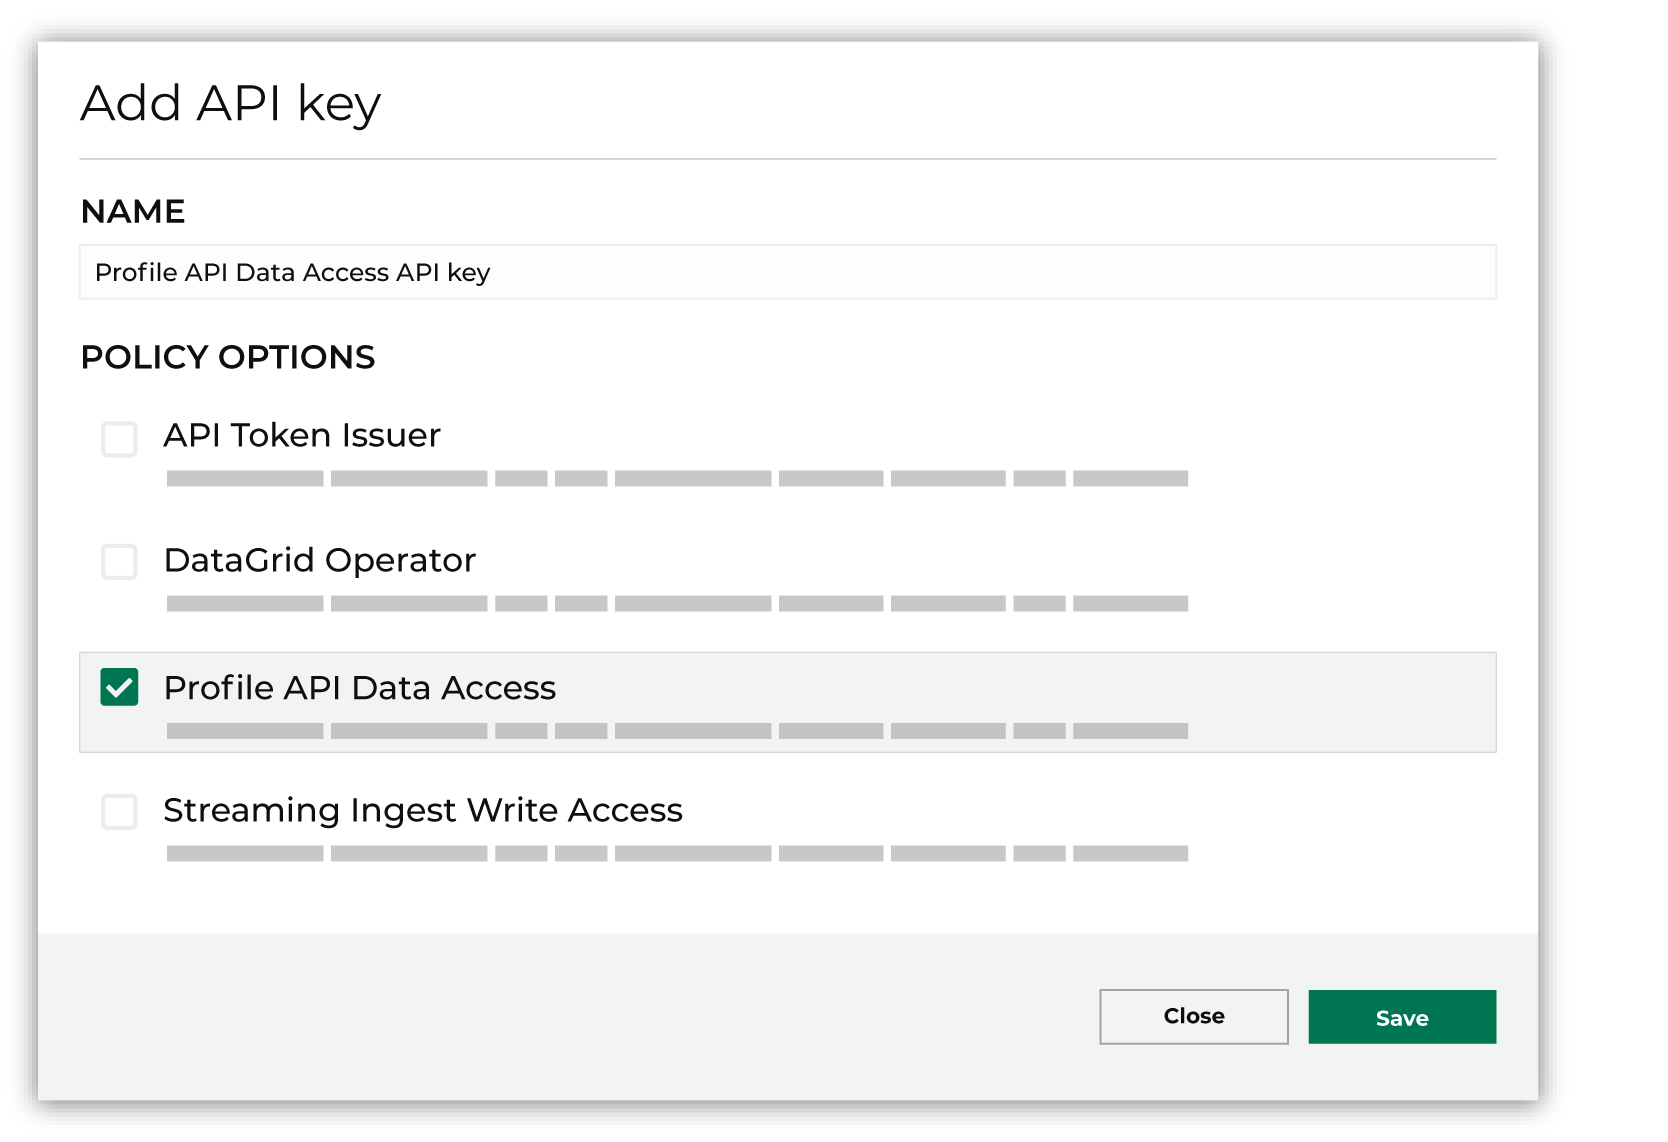 Add API key
NAME
Profile API Data Access API key
POLICY OPTIONS
API Token Issuer
DataGrid Operator
Profile API Data Access
Streaming Ingest Write Access
Close
Save